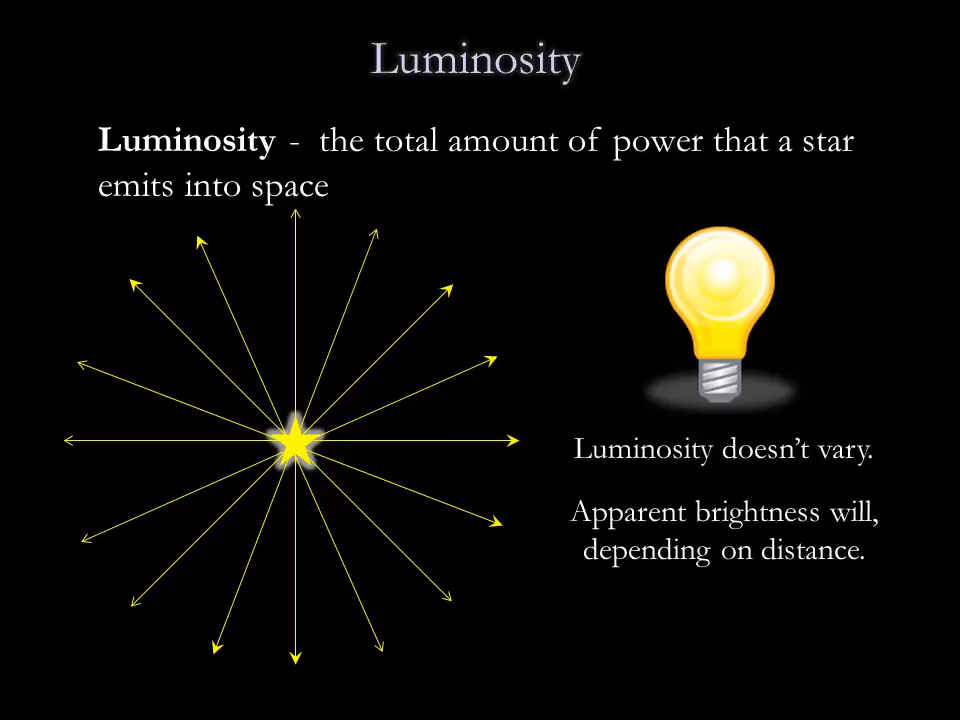 Luminosity
Luminosity - the total amount of power that a star
emits into space
Luminosity doesn’t vary.
Apparent brightness will,
depending on distance.